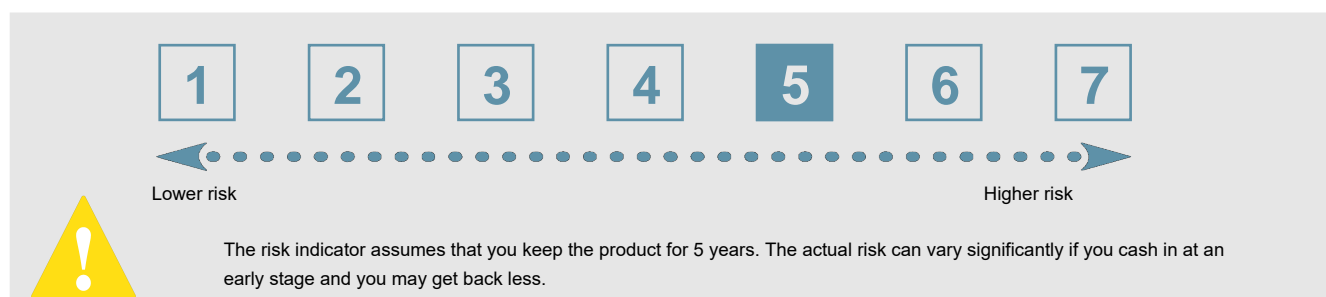 1 2 3 4 5 6 7
Lower risk Higher risk
The risk indicator assumes that you keep the product for 5 years. The actual risk can vary significantly if you cash in at an
early stage and you may get back less.